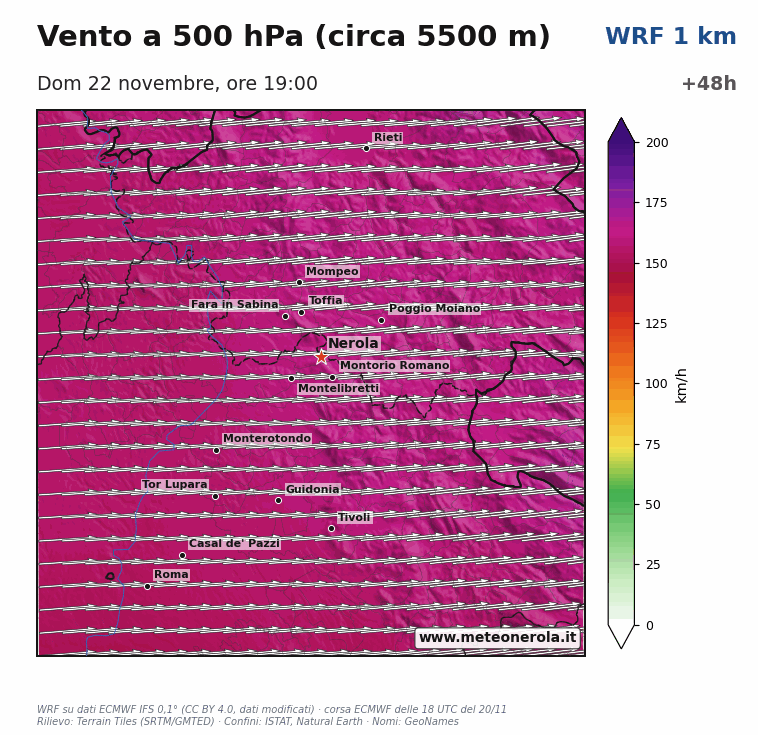 Vento a 500 hPa (circa 5500 m)
WRF 1 km
Dom 22 novembre, ore 19:00
+48h
Rieti
Mompeo
Fara in Sabina
Toffia
Poggio Moiano
Nerola
Montorio Romano
Montelibretti
Monterotondo
Tor Lupara
Guidonia
Tivoli
Casal de' Pazzi
Roma
www.meteonerola.it
200
175
150
125
100
75
50
25
0
km/h
WRF su dati ECMWF IFS 0,1° (CC BY 4.0, dati modificati) · corsa ECMWF delle 18 UTC del 20/11
Rilievo: Terrain Tiles (SRTM/GMTED) · Confini: ISTAT, Natural Earth · Nomi: GeoNames